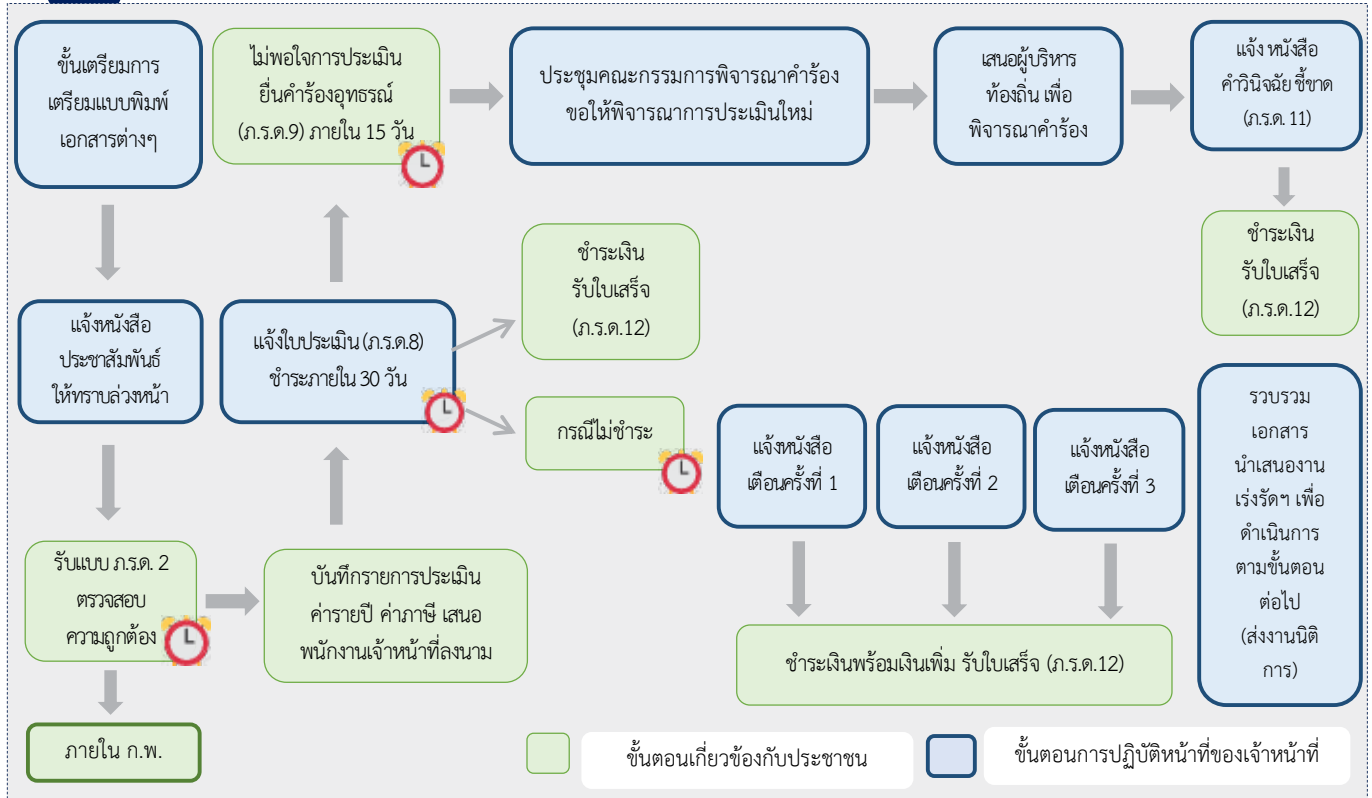 ขั้นเตรียมการ
เตรียมแบบพิมพ์
เอกสารต่างๆ
ไม่พอใจการประเมิน
ยื่นคำร้องอุทธรณ์
(ภ.ร.ด.9) ภายใน 15 วัน
ประชุมคณะกรรมการพิจารณาคำร้อง
ขอให้พิจารณาการประเมินใหม่
เสนอผู้บริหาร
ท้องถิ่น เพื่อ
พิจารณาคำร้อง
แจ้ง หนังสือ
คำวินิจฉัย ชี้ขาด
(ภ.ร.ด. 11)
ชำระเงิน
รับใบเสร็จ
(ภ.ร.ด.12)
แจ้งหนังสือ
ประชาสัมพันธ์
ให้ทราบล่วงหน้า
แจ้งใบประเมิน (ภ.ร.ด.8)
ชำระภายใน 30 วัน
ชำระเงิน
รับใบเสร็จ
(ภ.ร.ด.12)
กรณีไม่ชำระ
แจ้งหนังสือ
เตือนครั้งที่ 1
แจ้งหนังสือ
เตือนครั้งที่ 2
แจ้งหนังสือ
เตือนครั้งที่ 3
รวบรวม
เอกสาร
นำเสนองาน
เร่งรัดฯ เพื่อ
ดำเนินการ
ตามขั้นตอน
ต่อไป
(ส่งงานนิติ
การ)
รับแบบ ภ.ร.ด. 2
ตรวจสอบ
ความถูกต้อง
บันทึกรายการประเมิน
ค่ารายปี ค่าภาษี เสนอ
พนักงานเจ้าหน้าที่ลงนาม
ชำระเงินพร้อมเงินเพิ่ม รับใบเสร็จ (ภ.ร.ด.12)
ภายใน ก.พ.
ขั้นตอนเกี่ยวข้องกับประชาชน
ขั้นตอนการปฏิบัติหน้าที่ของเจ้าหน้าที่